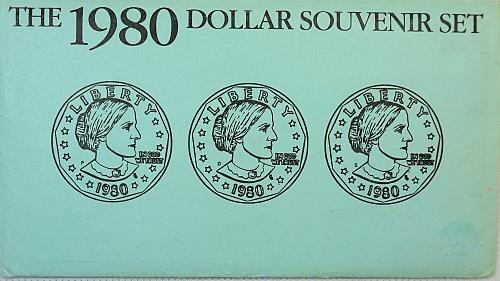 THE 1980 DOLLAR SOUVENIR SET
LIBERTY
IN GOD
WE TRUST
P
1980
LIBERTY
IN GOD
WE TRUST
D
1980
LIBERTY
IN GOD
WE TRUST
S
1980